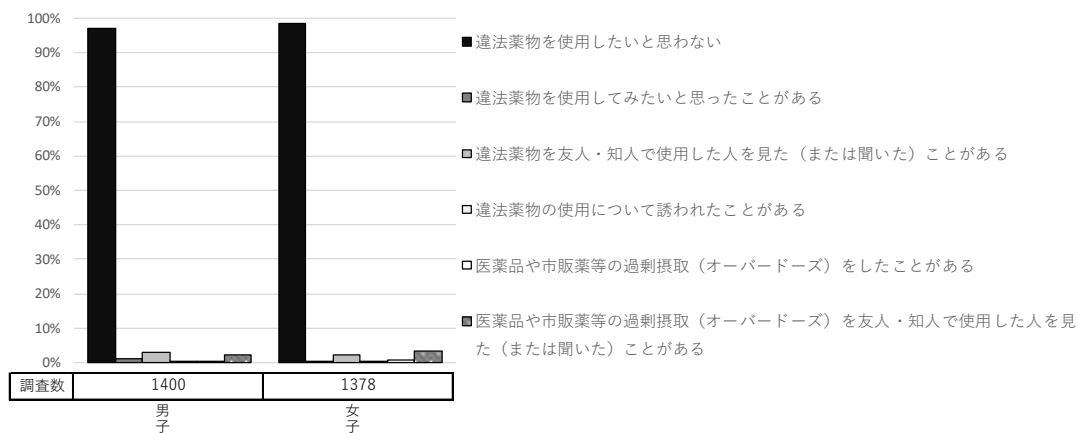 100%
90%
80%
70%
60%
50%
40%
30%
20%
10%
0%
違法薬物を使用したいと思わない
違法薬物を使用してみたいと思ったことがある
違法薬物を友人・知人で使用した人を見た（または聞いた）ことがある
違法薬物の使用について誘われたことがある
医薬品や市販薬等の過剰摂取（オーバードーズ）をしたことがある
医薬品や市販薬等の過剰摂取（オーバードーズ）を友人・知人で使用した人を見
た（または聞いた）ことがある
調査数 1400 1378
男子 女子